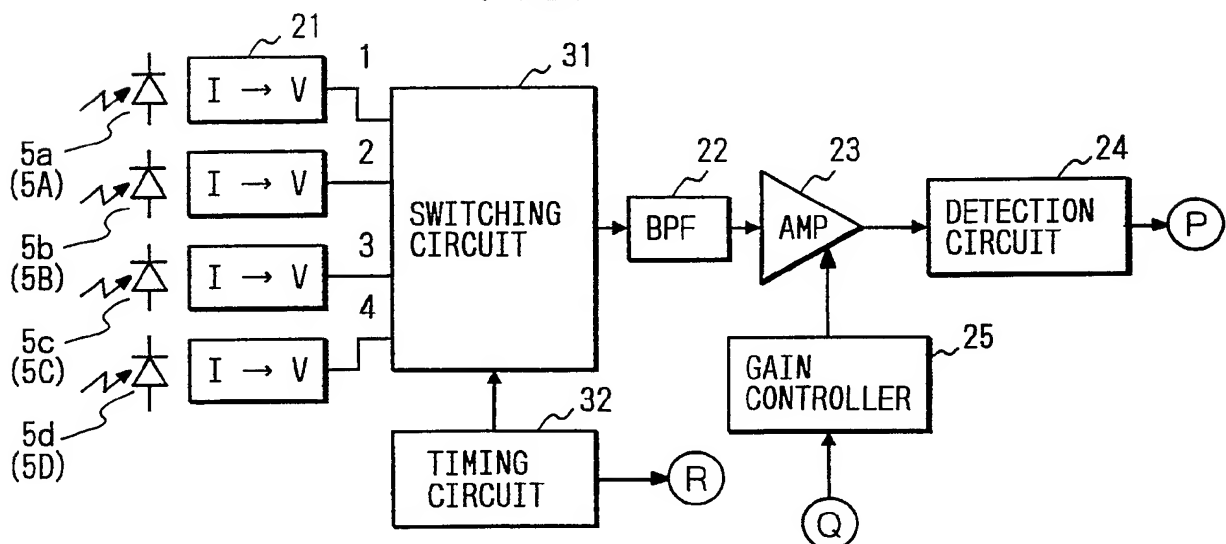 21
1
31
I → V
5a
(5A)
2
I → V
5b
(5B)
3
I → V
5c
(5C)
4
I → V
5d
(5D)
SWITCHING
CIRCUIT
22
BPF
23
AMP
24
DETECTION
CIRCUIT
P
25
GAIN
CONTROLLER
32
TIMING
CIRCUIT
R
Q